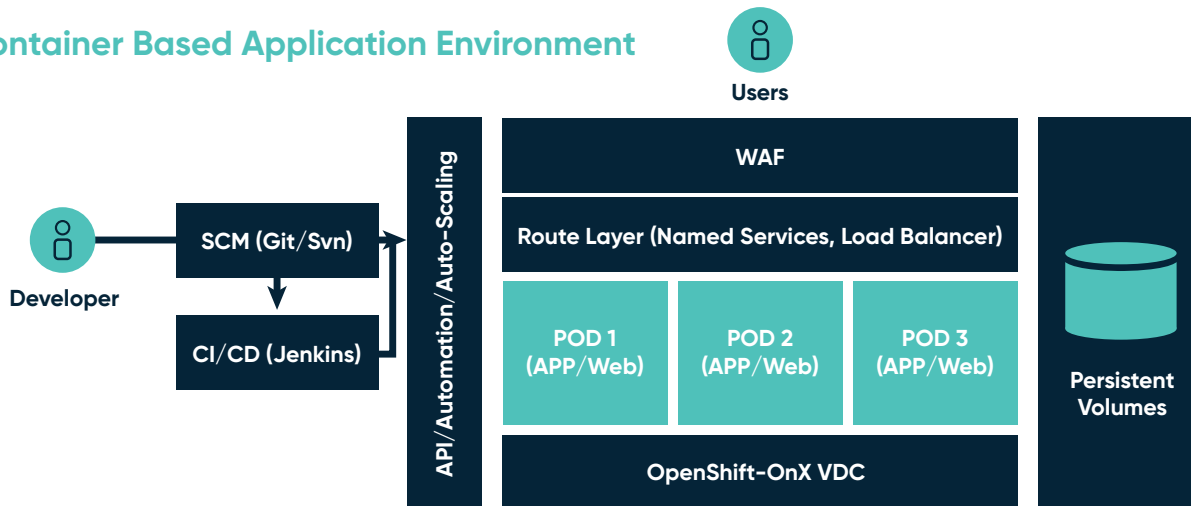 ontainer Based Application Environment
Users
WAF
Route Layer (Named Services, Load Balancer)
API/Automation/Auto-Scaling
SCM (Git/Svn)
Developer
CI/CD (Jenkins)
POD 1
(APP/Web)
POD 2
(APP/Web)
POD 3
(APP/Web)
Persistent
Volumes
OpenShift-OnX VDC